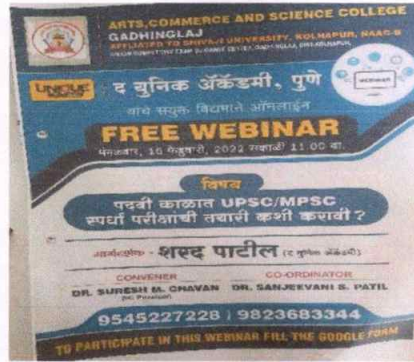 ARTS,COMMERCE AND SCIENCE COLLEGE
GADHINGLAJ
AFFILIATED TO SHIVAJI UNIVERSITY, KOLHAPUR, NAAC-B
UNIQUE
द युनिक ॲकॅडमी, पुणे
यांचे संयुक्त विद्यमाने ऑनलाईन
FREE WEBINAR
2022 सकाळी 11.00 वा.
विषय
पदवी काळात UPSC/MPSC
स्पर्धा परीक्षांची तयारी कशी करावी?
मार्गदर्शक - शरद पाटील (द युनिक ॲकॅडमी)
CONVENER
DR. SURESH M. CHAVAN
CO-ORDINATOR
DR. SANJEEVANI S. PATIL
9545227228 | 9823683344
TO PARTICIPATE IN THIS WEBINAR FILL THE GOOGLE FORM